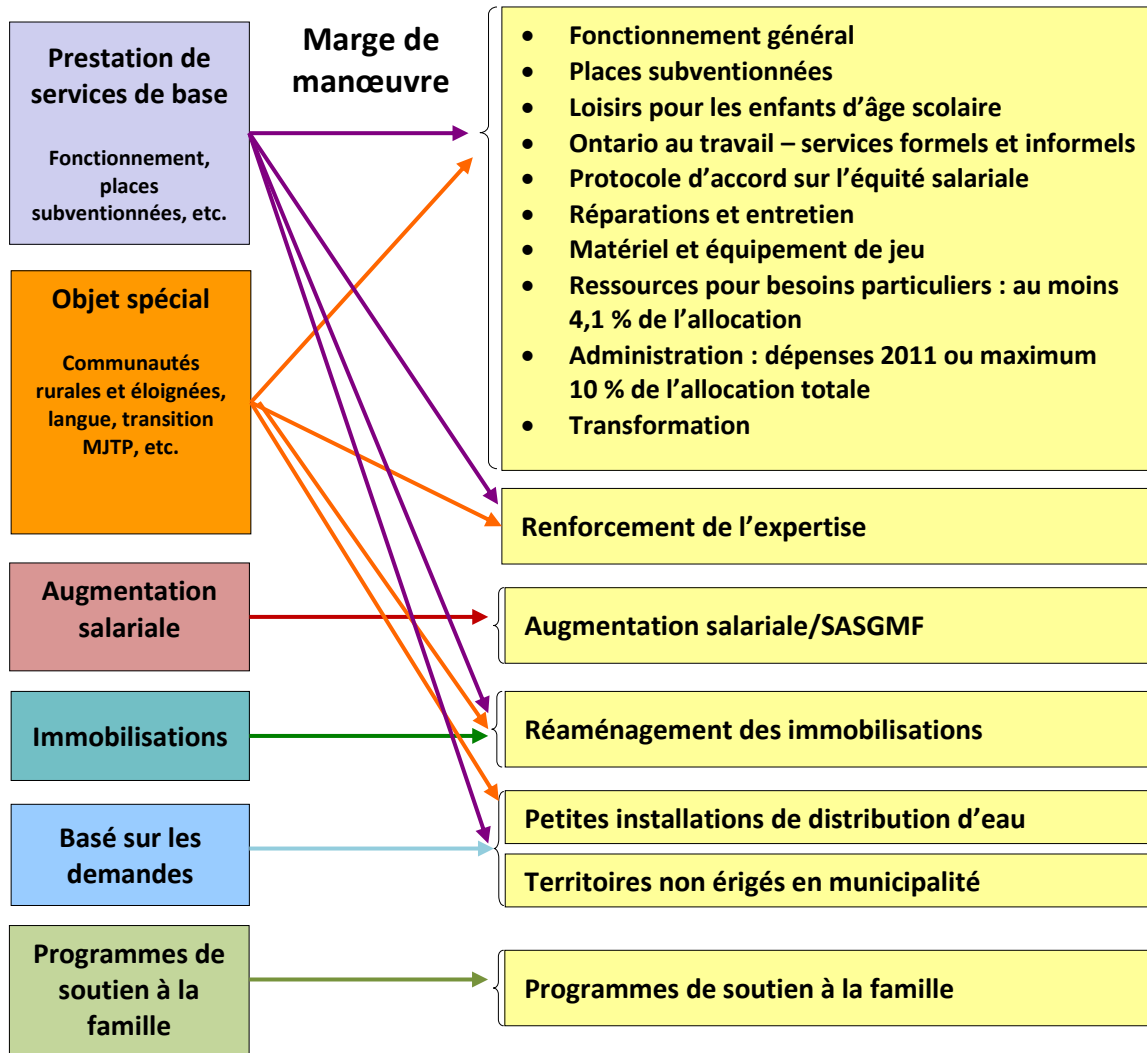 Prestation de
services de base
Fonctionnement,
places
subventionnées, etc.
Objet spécial
Communautés
rurales et éloignées,
langue, transition
MJTP, etc.
Augmentation
salariale
Immobilisations
Basé sur les
demandes
Programmes de
soutien à la
famille
Marge de
manœuvre
• Fonctionnement général
• Places subventionnées
• Loisirs pour les enfants d’âge scolaire
• Ontario au travail – services formels et informels
• Protocole d’accord sur l’équité salariale
• Réparations et entretien
• Matériel et équipement de jeu
• Ressources pour besoins particuliers : au moins
4,1 % de l’allocation
• Administration : dépenses 2011 ou maximum
10 % de l’allocation totale
• Transformation
Renforcement de l’expertise
Augmentation salariale/SASGMF
Réaménagement des immobilisations
Petites installations de distribution d’eau
Territoires non érigés en municipalité
Programmes de soutien à la famille